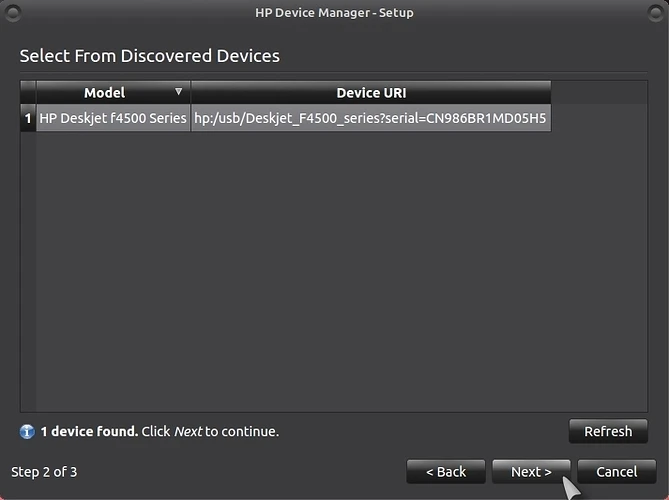 HP Device Manager - Setup
Select From Discovered Devices
Model Device URI
1 HP Deskjet f4500 Series hp:/usb/Deskjet_F4500_series?serial=CN986BR1MD05H5
1 device found. Click Next to continue.
Refresh
Step 2 of 3
< Back Next > Cancel